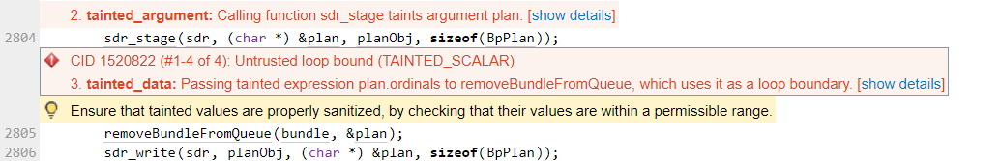 2. tainted_argument: Calling function sdr_stage taints argument plan. [show details]
2804 sdr_stage(sdr, (char *) &plan, planObj, sizeof(BpPlan));
CID 1520822 (#1-4 of 4): Untrusted loop bound (TAINTED_SCALAR)
3. tainted_data: Passing tainted expression plan.ordinals to removeBundleFromQueue, which uses it as a loop boundary. [show details]
Ensure that tainted values are properly sanitized, by checking that their values are within a permissible range.
2805 removeBundleFromQueue(bundle, &plan);
2806 sdr_write(sdr, planObj, (char *) &plan, sizeof(BpPlan));